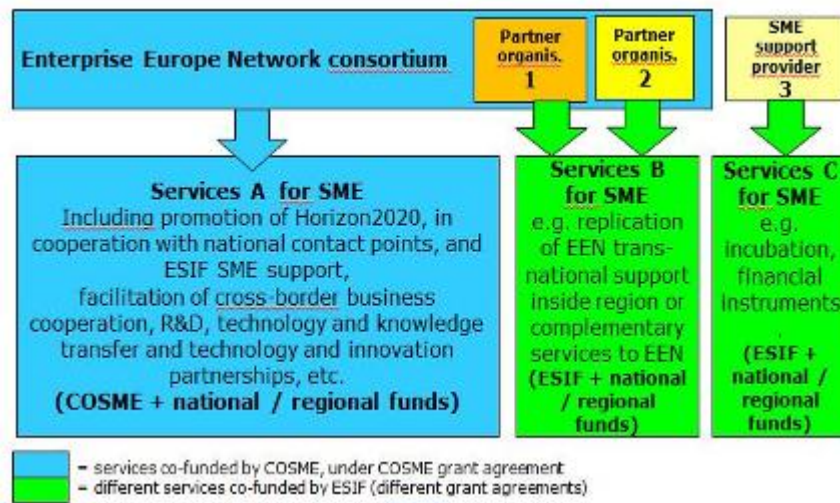 Enterprise Europe Network consortium
Partner
organis.
1
Partner
organis.
2
SME
support
provider
3
Services A for SME
Including promotion of Horizon2020, in
cooperation with national contact points, and
ESIF SME support,
facilitation of cross-border business
cooperation, R&D, technology and knowledge
transfer and technology and innovation
partnerships, etc.
(COSME + national / regional funds)
Services B
for SME
e.g. replication
of EEN trans-
national support
inside region or
complementary
services to EEN
(ESIF + national
/ regional
funds)
Services C
for SME
e.g.
incubation,
financial
instruments
.
(ESIF +
national /
regional
funds)
= services co-funded by COSME, under COSME grant agreement
= different services co-funded by ESIF (different grant agreements)